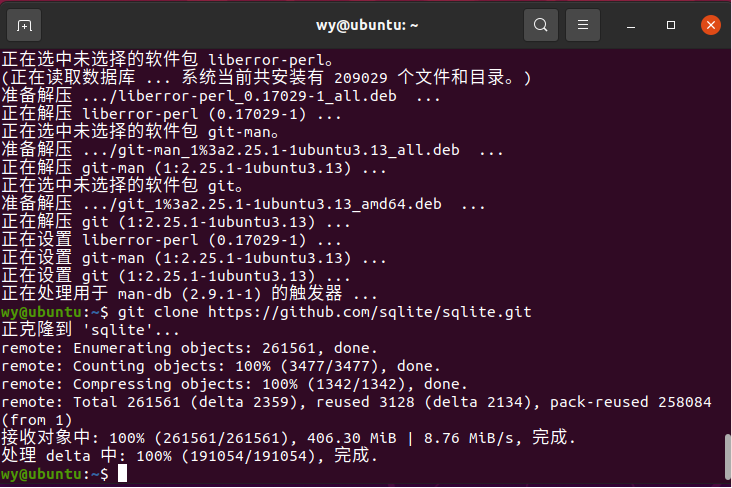 wy@ubuntu: ~
正在选中未选择的软件包 liberror-perl。
(正在读取数据库 ... 系统当前共安装有 209029 个文件和目录。)
准备解压 .../liberror-perl_0.17029-1_all.deb  ...
正在解压 liberror-perl (0.17029-1) ...
正在选中未选择的软件包 git-man。
准备解压 .../git-man_1%3a2.25.1-1ubuntu3.13_all.deb  ...
正在解压 git-man (1:2.25.1-1ubuntu3.13) ...
正在选中未选择的软件包 git。
准备解压 .../git_1%3a2.25.1-1ubuntu3.13_amd64.deb  ...
正在解压 git (1:2.25.1-1ubuntu3.13) ...
正在设置 liberror-perl (0.17029-1) ...
正在设置 git-man (1:2.25.1-1ubuntu3.13) ...
正在设置 git (1:2.25.1-1ubuntu3.13) ...
正在处理用于 man-db (2.9.1-1) 的触发器 ...
wy@ubuntu:~$ git clone https://github.com/sqlite/sqlite.git
正克隆到 'sqlite'...
remote: Enumerating objects: 261561, done.
remote: Counting objects: 100% (3477/3477), done.
remote: Compressing objects: 100% (1342/1342), done.
remote: Total 261561 (delta 2359), reused 3128 (delta 2134), pack-reused 258084
(from 1)
接收对象中: 100% (261561/261561), 406.30 MiB | 8.76 MiB/s, 完成.
处理 delta 中: 100% (191054/191054), 完成.
wy@ubuntu:~$